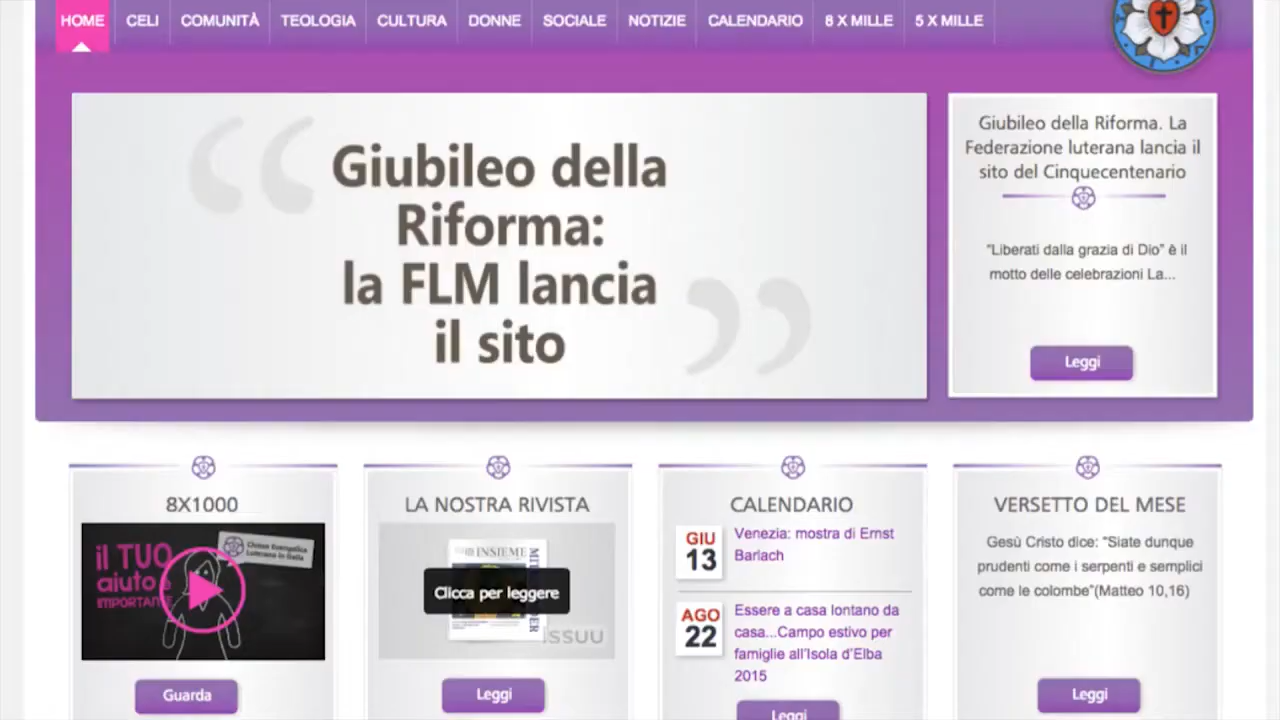 HOME CELI COMUNITÀ TEOLOGIA CULTURA DONNE SOCIALE NOTIZIE CALENDARIO 8 X MILLE 5 X MILLE
“Giubileo della
Riforma:
la FLM lancia
il sito”
Giubileo della Riforma. La
Federazione luterana lancia il
sito del Cinquecentenario
“Liberati dalla grazia di Dio” è il
motto delle celebrazioni La...
Leggi
8X1000
il TUO
aiuto è
IMPORTANTE
Chiesa Evangelica
Luterana in Italia
Guarda
LA NOSTRA RIVISTA
INSIEME
Clicca per leggere
issuu
Leggi
CALENDARIO
GIU
13
Venezia: mostra di Ernst
Barlach
AGO
22
Essere a casa lontano da
casa...Campo estivo per
famiglie all’Isola d’Elba
2015
Leggi
VERSETTO DEL MESE
Gesù Cristo dice: “Siate dunque
prudenti come i serpenti e semplici
come le colombe”(Matteo 10,16)
Leggi